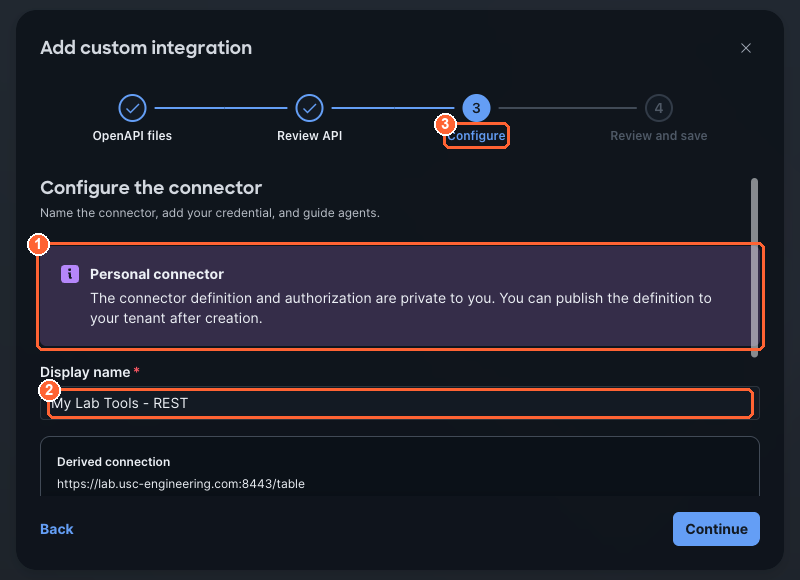 Add custom integration
3
4
OpenAPI files
Review API
3
Configure
Review and save
Configure the connector
Name the connector, add your credential, and guide agents.
1
i
Personal connector
The connector definition and authorization are private to you. You can publish the definition to
your tenant after creation.
Display name *
2
My Lab Tools - REST
Derived connection
https://lab.usc-engineering.com:8443/table
Back
Continue